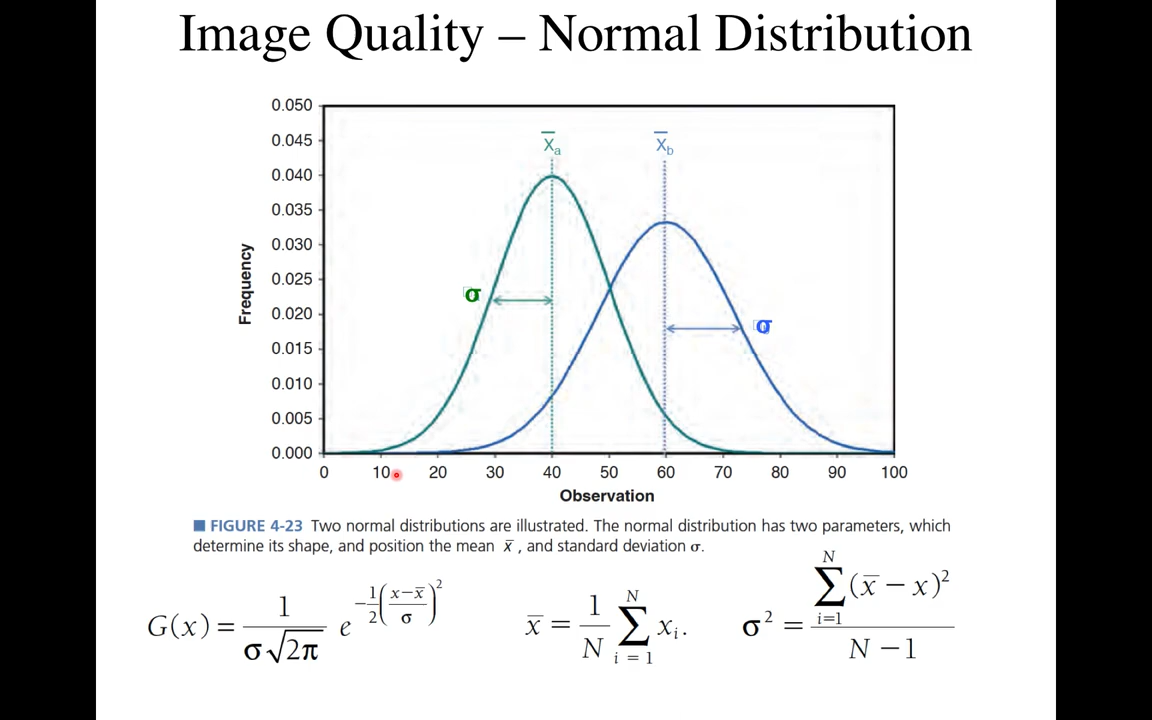 Image Quality – Normal Distribution
0.050
0.045
0.040
0.035
0.030
0.025
0.020
0.015
0.010
0.005
0.000
Frequency
X̅a
X̅b
σ
σ
0 10 20 30 40 50 60 70 80 90 100
Observation
■ FIGURE 4-23 Two normal distributions are illustrated. The normal distribution has two parameters, which
determine its shape, and position the mean x̅ , and standard deviation σ.
G(x) = 1/(σ√2π) e^(−1/2((x−x̅)/σ)²)
x̅ = 1/N ∑_{i = 1}^{N} xᵢ.
σ² = ∑_{i=1}^{N} (x̅ − x)² / (N − 1)